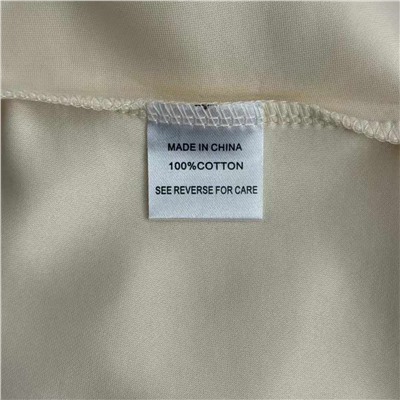 MADE IN CHINA
100%COTTON
SEE REVERSE FOR CARE